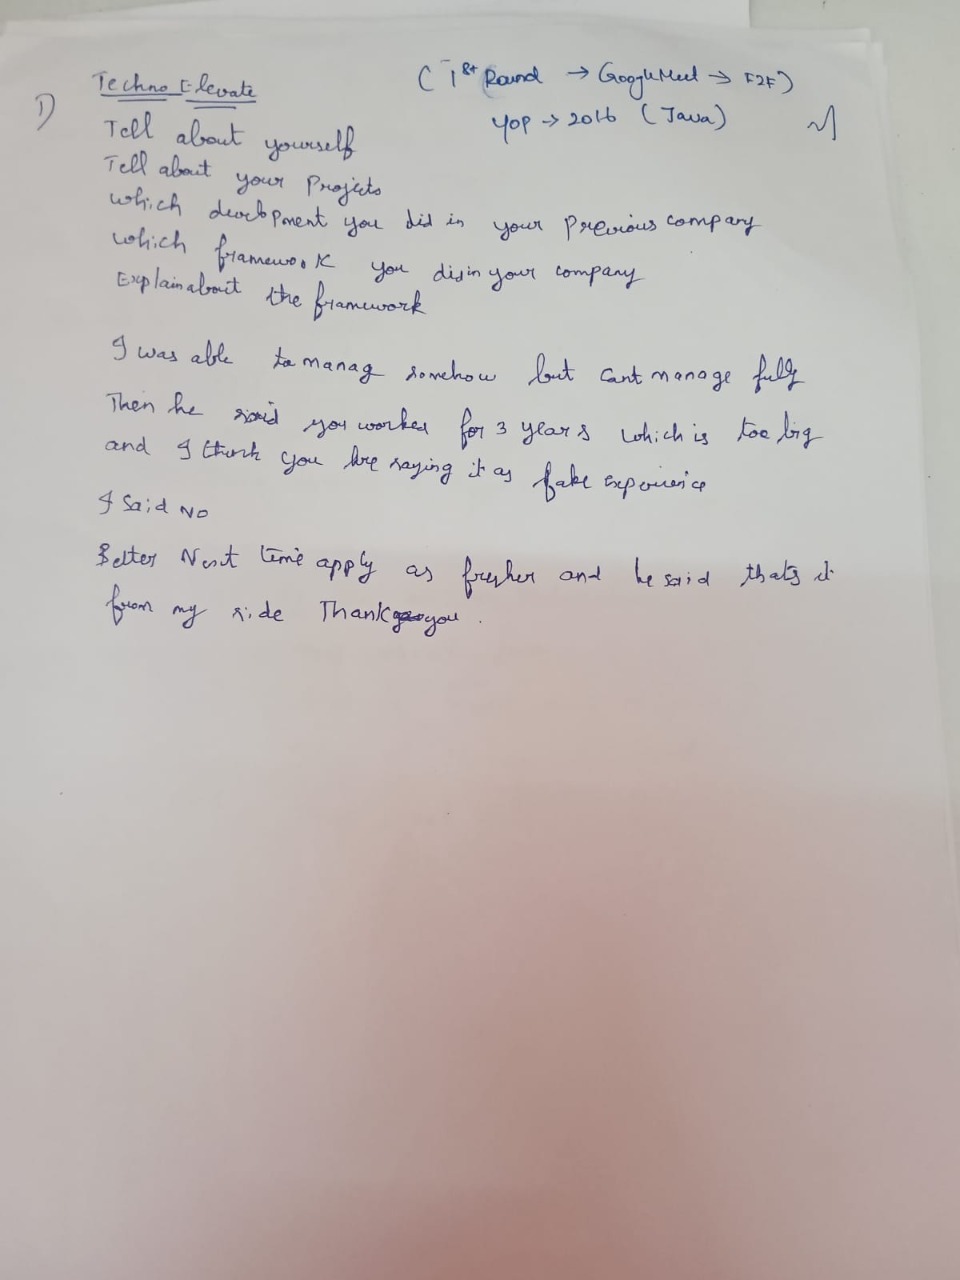 1) Techno Elevate (1st Round → GoogleMeet → F2F)
YOP → 2016 (Java)
Tell about yourself
Tell about your Projects
which development you did in your previous company
which framework you did in your company
Explain about the framework
I was able to manag somehow but cant manage fully
Then he said you worked for 3 years which is too big
and I think you are saying it as fake experience
I said NO
Better Next time apply as fresher and he said thats it
from my side Thank you.